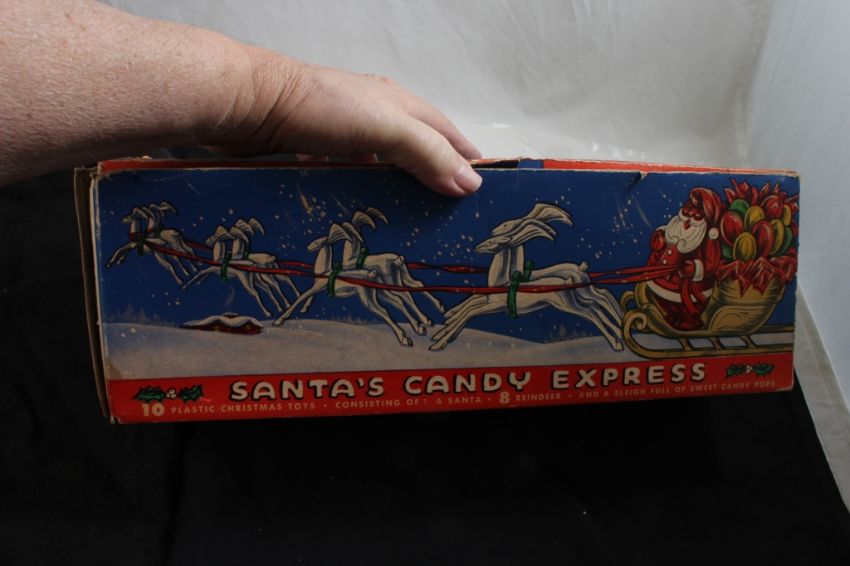 SANTA'S CANDY EXPRESS
10 PLASTIC CHRISTMAS TOYS • CONSISTING OF A SANTA • 8 REINDEER • AND A SLEIGH FULL OF SWEET CANDY POPS